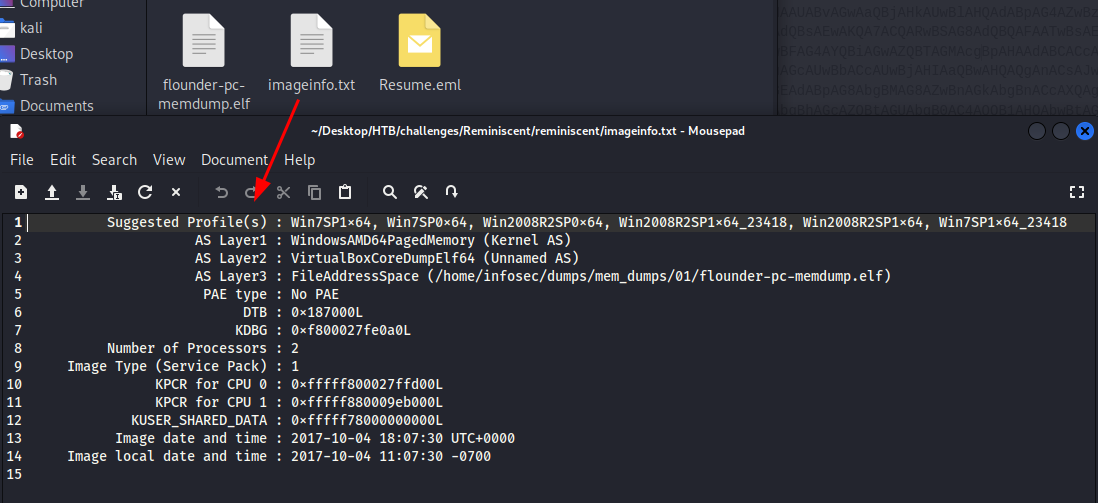 Computer
kali
Desktop
Trash
Documents
flounder-pc-
memdump.elf
imageinfo.txt
Resume.eml
~/Desktop/HTB/challenges/Reminiscent/reminiscent/imageinfo.txt - Mousepad
File Edit Search View Document Help
1 Suggested Profile(s) : Win7SP1x64, Win7SP0x64, Win2008R2SP0x64, Win2008R2SP1x64_23418, Win2008R2SP1x64, Win7SP1x64_23418
2 AS Layer1 : WindowsAMD64PagedMemory (Kernel AS)
3 AS Layer2 : VirtualBoxCoreDumpElf64 (Unnamed AS)
4 AS Layer3 : FileAddressSpace (/home/infosec/dumps/mem_dumps/01/flounder-pc-memdump.elf)
5 PAE type : No PAE
6 DTB : 0x187000L
7 KDBG : 0xf800027fe0a0L
8 Number of Processors : 2
9 Image Type (Service Pack) : 1
10 KPCR for CPU 0 : 0xfffff800027ffd00L
11 KPCR for CPU 1 : 0xfffff880009eb000L
12 KUSER_SHARED_DATA : 0xfffff78000000000L
13 Image date and time : 2017-10-04 18:07:30 UTC+0000
14 Image local date and time : 2017-10-04 11:07:30 -0700
15